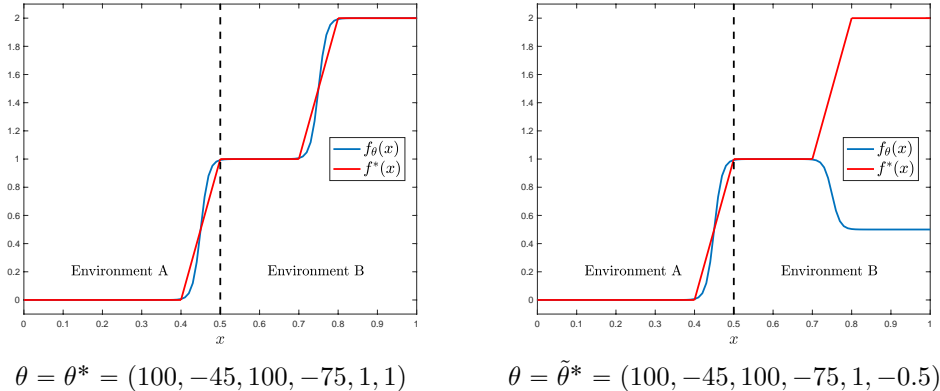 2
1.8
1.6
1.4
1.2
1
0.8
0.6
0.4
0.2
0
0 0.1 0.2 0.3 0.4 0.5 0.6 0.7 0.8 0.9 1
x
Environment A
Environment B
f_θ(x)
f*(x)
θ = θ* = (100, −45, 100, −75, 1, 1)
2
1.8
1.6
1.4
1.2
1
0.8
0.6
0.4
0.2
0
0 0.1 0.2 0.3 0.4 0.5 0.6 0.7 0.8 0.9 1
x
Environment A
Environment B
f_θ(x)
f*(x)
θ = θ̃* = (100, −45, 100, −75, 1, −0.5)